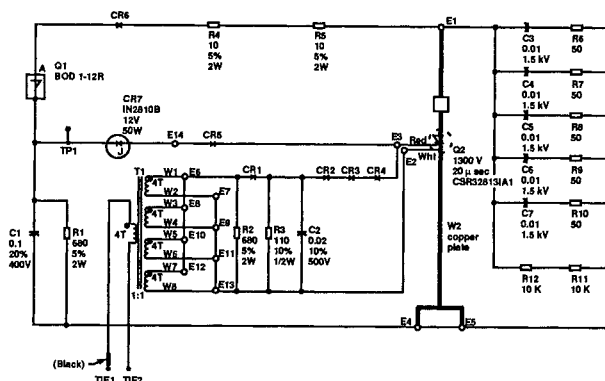 CR6
R4
10
5%
2W
R5
10
5%
2W
E1
C3
0.01
1.5 kV
R6
50
A
Q1
BOD 1-12R
CR7
IN2810B
12V
50W
J
TP1
E14
CR5
E3
Red
Wht
E2
Q2
1300 V
20 µ sec
CSR32813IA1
C4
0.01
1.5 kV
R7
50
C5
0.01
1.5 kV
R8
50
C6
0.01
1.5 kV
R9
50
C7
0.01
1.5 kV
R10
50
T1
W1
E6
CR1
CR2
CR3
CR4
4T
W2
E7
W3
E8
4T
W4
E9
W5
E10
4T
W6
E11
W7
E12
4T
W8
E13
4T
1:1
C1
0.1
20%
400V
R1
680
5%
2W
R2
680
5%
2W
R3
110
10%
1/2W
C2
0.02
10%
500V
W2
copper
plate
R12
10 K
R11
10 K
E4
E5
(Black)
TIE1
TIE2